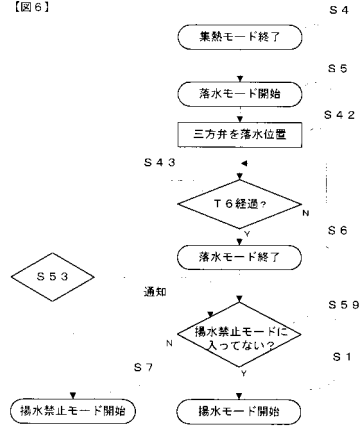 【図6】
S4
集熱モード終了
S5
落水モード開始
S42
三方弁を落水位置
S43
T6経過?
N
Y
S6
落水モード終了
S53
通知
S59
揚水禁止モードに
入ってない?
N
Y
S1
S7
揚水禁止モード開始
揚水モード開始